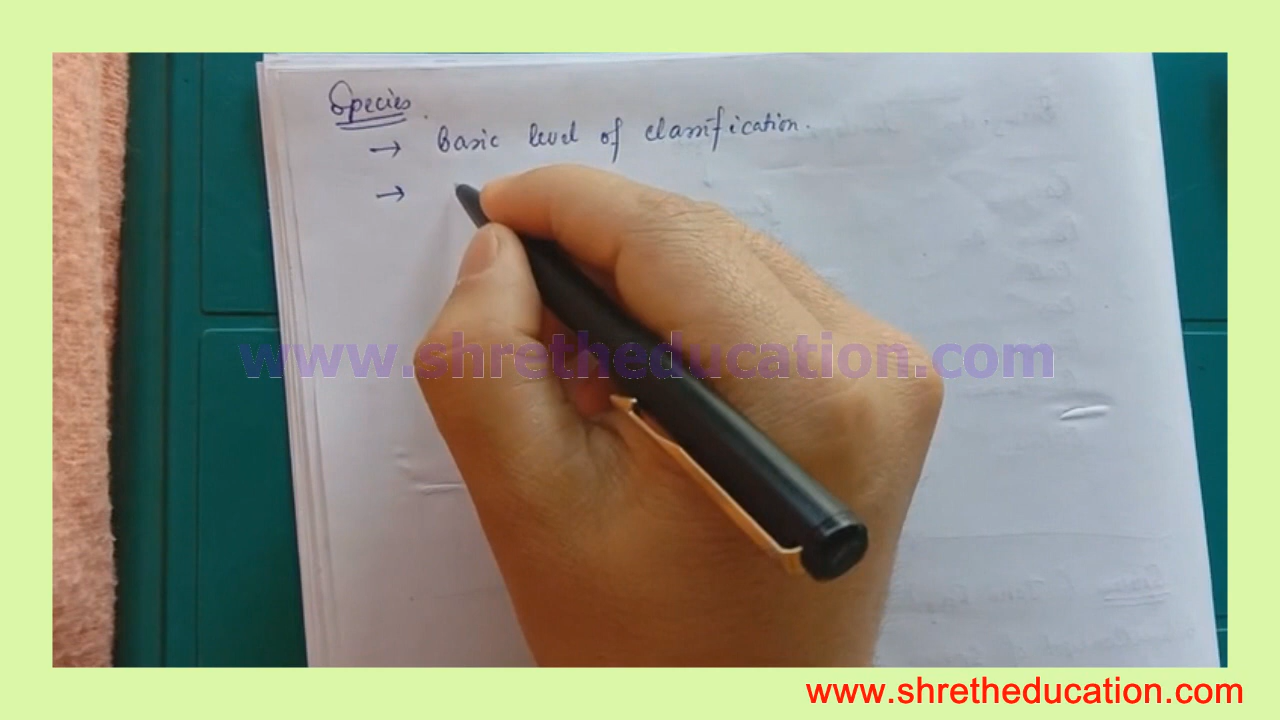 Species.
→ Basic level of classification.
→
www.shretheducation.com
www.shretheducation.com